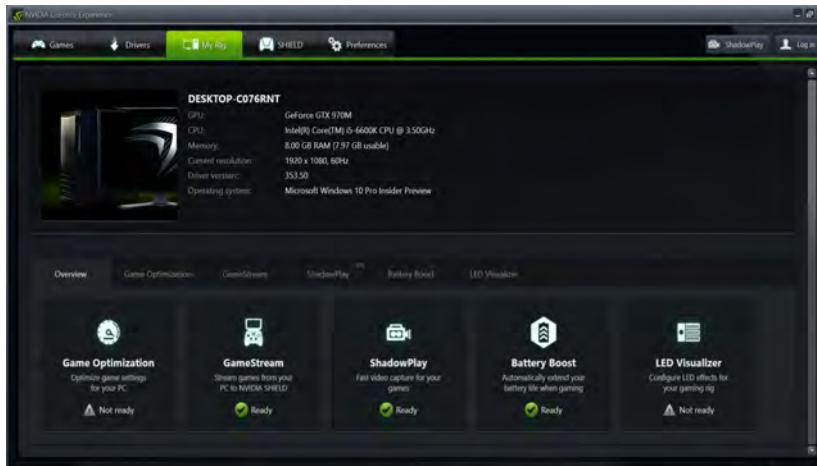 NVIDIA GeForce Experience
Games
Drivers
My Rig
SHIELD
Preferences
ShadowPlay
Log in
DESKTOP-C076RNT
GPU: GeForce GTX 970M
CPU: Intel(R) Core(TM) i5-6600K CPU @ 3.50GHz
Memory: 8.00 GB RAM (7.97 GB usable)
Current resolution: 1920 x 1080, 60Hz
Driver version: 353.50
Operating system: Microsoft Windows 10 Pro Insider Preview
Overview
Game Optimization
GameStream
ShadowPlay
Battery Boost
LED Visualizer
Game Optimization
Optimize game settings
for your PC
Not ready
GameStream
Stream games from your
PC to NVIDIA SHIELD
Ready
ShadowPlay
Fast video capture for your
games
Ready
Battery Boost
Automatically extend your
battery life when gaming
Ready
LED Visualizer
Configure LED effects for
your gaming rig
Not ready